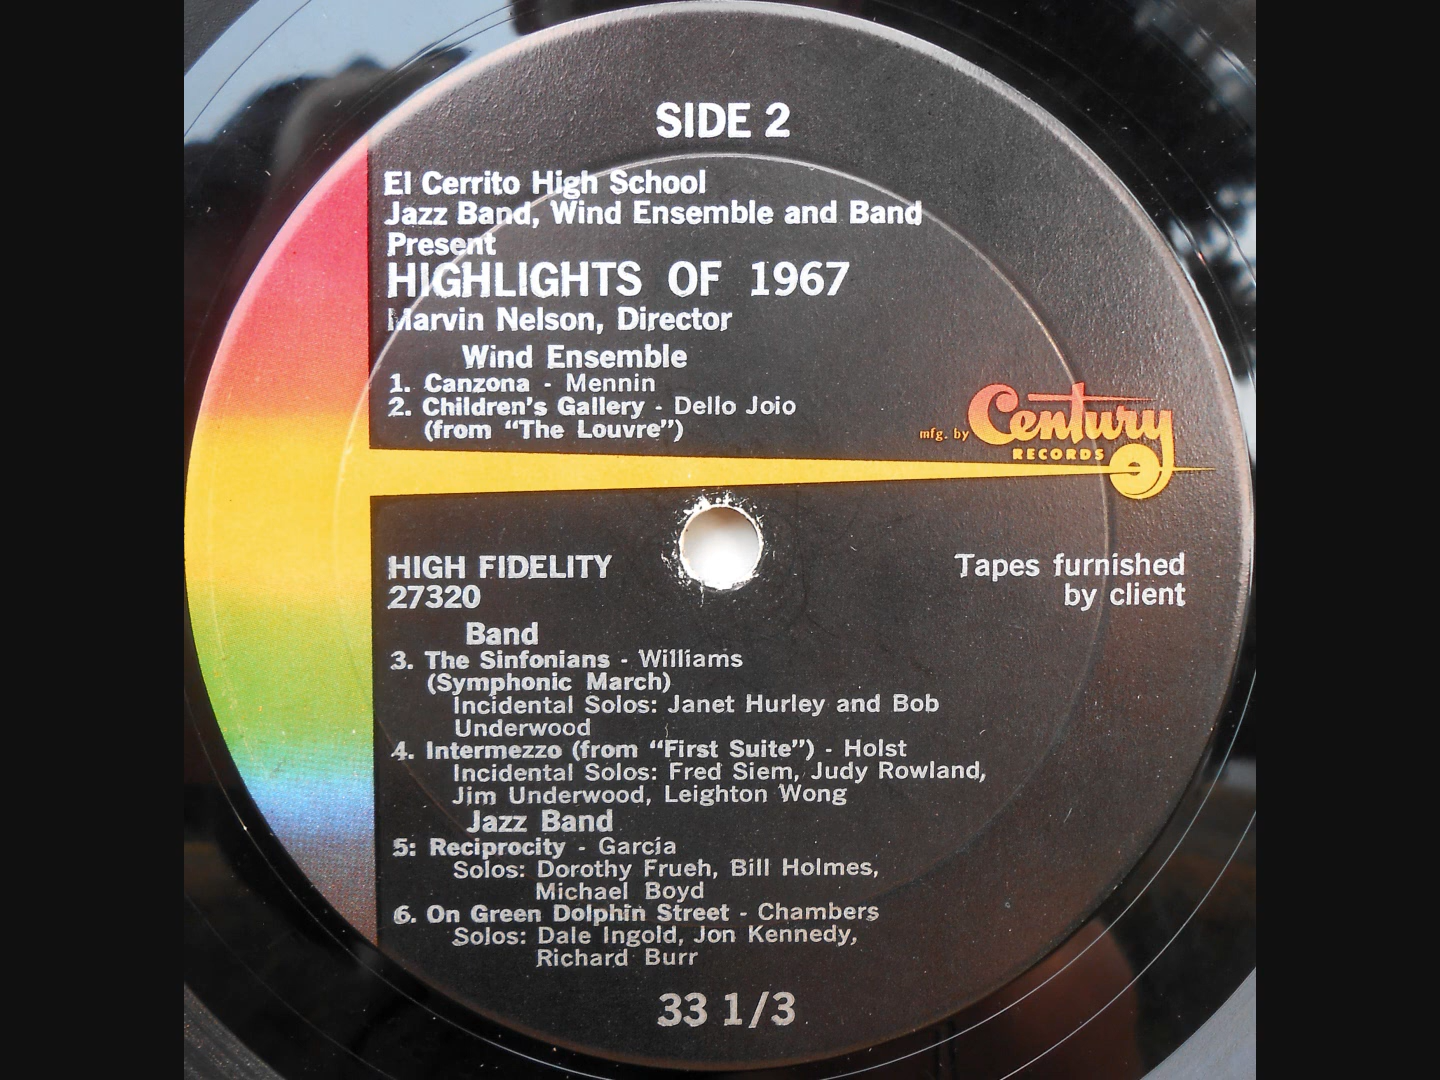 SIDE 2
El Cerrito High School
Jazz Band, Wind Ensemble and Band
Present
HIGHLIGHTS OF 1967
Marvin Nelson, Director
Wind Ensemble
1. Canzona - Mennin
2. Children's Gallery - Dello Joio
(from “The Louvre”)
mfg. by Century
RECORDS
HIGH FIDELITY
27320
Tapes furnished
by client
Band
3. The Sinfonians - Williams
(Symphonic March)
Incidental Solos: Janet Hurley and Bob
Underwood
4. Intermezzo (from “First Suite”) - Holst
Incidental Solos: Fred Siem, Judy Rowland,
Jim Underwood, Leighton Wong
Jazz Band
5: Reciprocity - Garcia
Solos: Dorothy Frueh, Bill Holmes,
Michael Boyd
6. On Green Dolphin Street - Chambers
Solos: Dale Ingold, Jon Kennedy,
Richard Burr
33 1/3